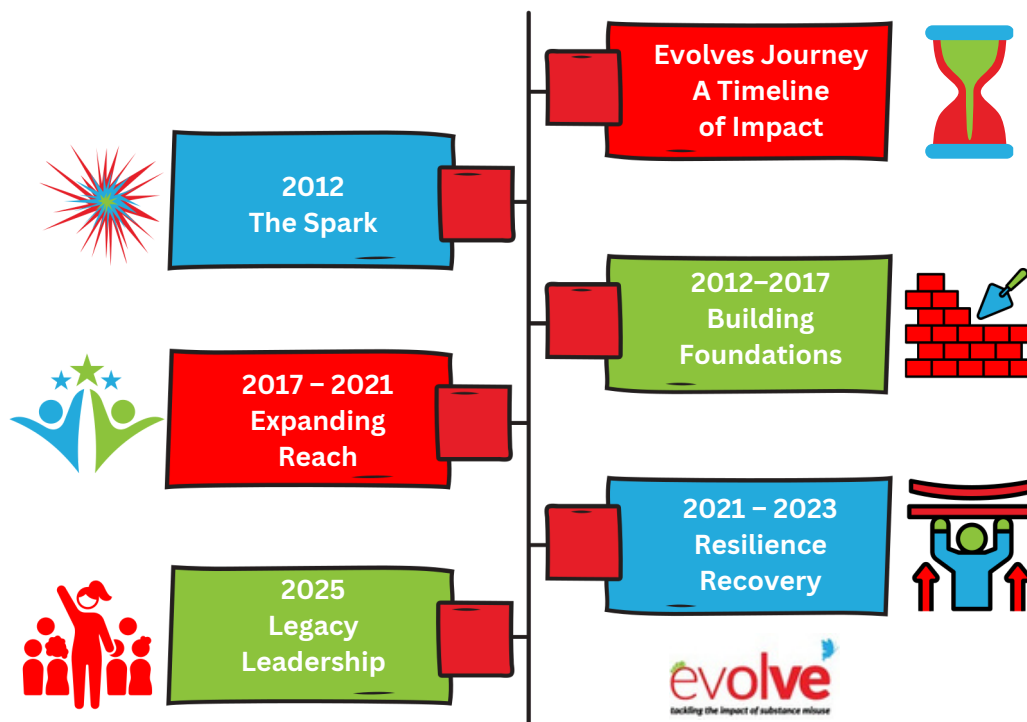 Evolves Journey
A Timeline
of Impact
2012
The Spark
2012–2017
Building
Foundations
2017 – 2021
Expanding
Reach
2021 – 2023
Resilience
Recovery
2025
Legacy
Leadership
evolve
tackling the impact of substance misuse